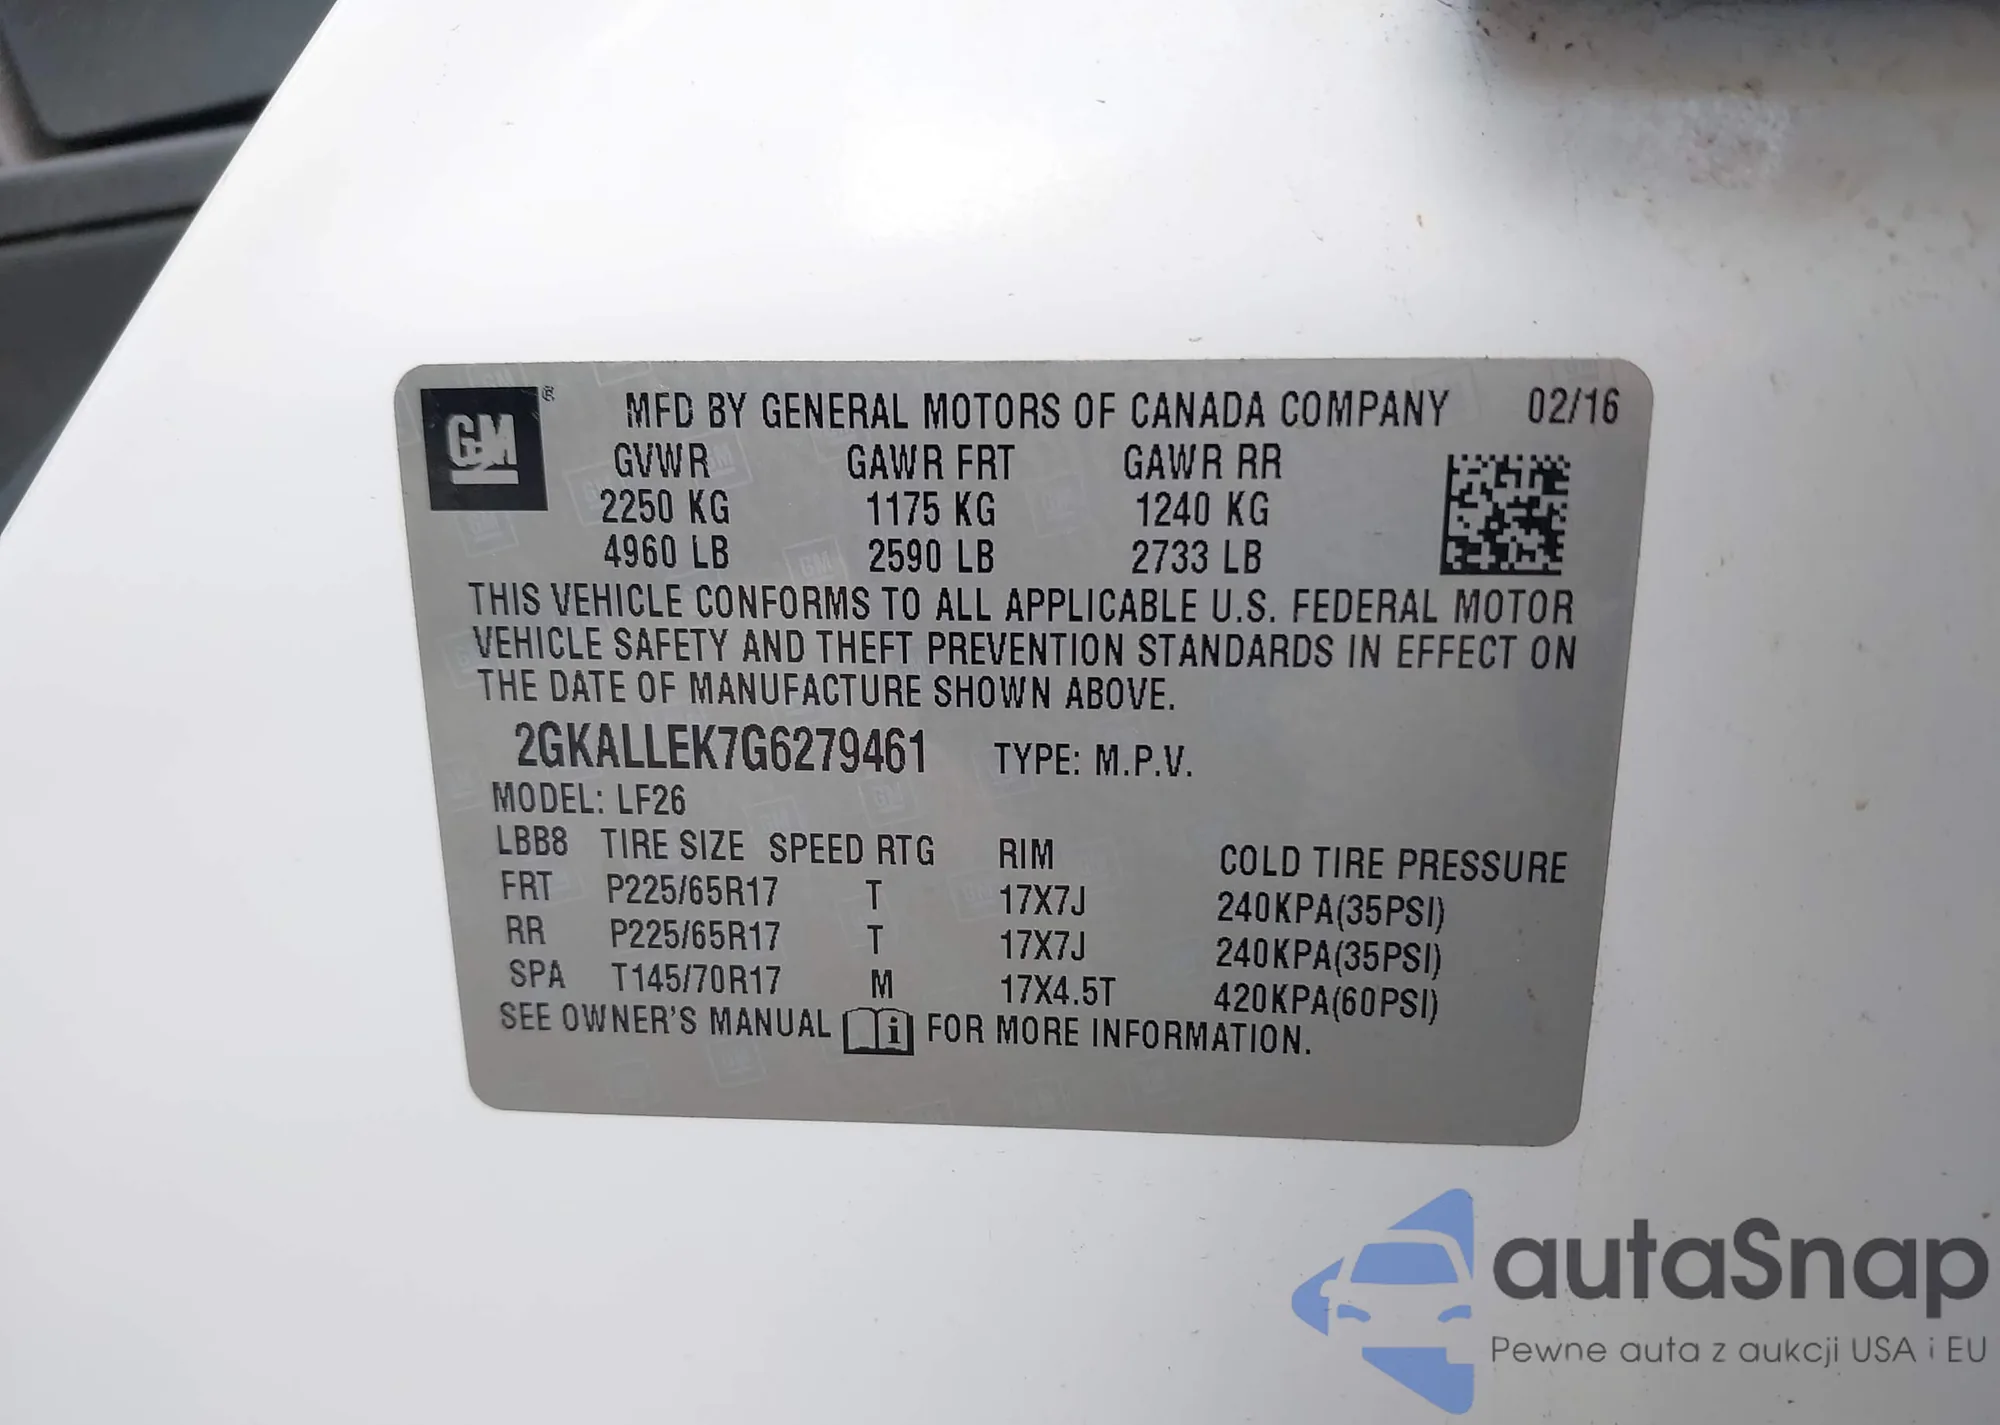 GM ® MFD BY GENERAL MOTORS OF CANADA COMPANY 02/16
GVWR GAWR FRT GAWR RR
2250 KG 1175 KG 1240 KG
4960 LB 2590 LB 2733 LB
THIS VEHICLE CONFORMS TO ALL APPLICABLE U.S. FEDERAL MOTOR
VEHICLE SAFETY AND THEFT PREVENTION STANDARDS IN EFFECT ON
THE DATE OF MANUFACTURE SHOWN ABOVE.
2GKALLEK7G6279461 TYPE: M.P.V.
MODEL: LF26
LBB8 TIRE SIZE SPEED RTG RIM COLD TIRE PRESSURE
FRT P225/65R17 T 17X7J 240KPA(35PSI)
RR P225/65R17 T 17X7J 240KPA(35PSI)
SPA T145/70R17 M 17X4.5T 420KPA(60PSI)
SEE OWNER'S MANUAL i FOR MORE INFORMATION.
autaSnap
Pewne auta z aukcji USA i EU